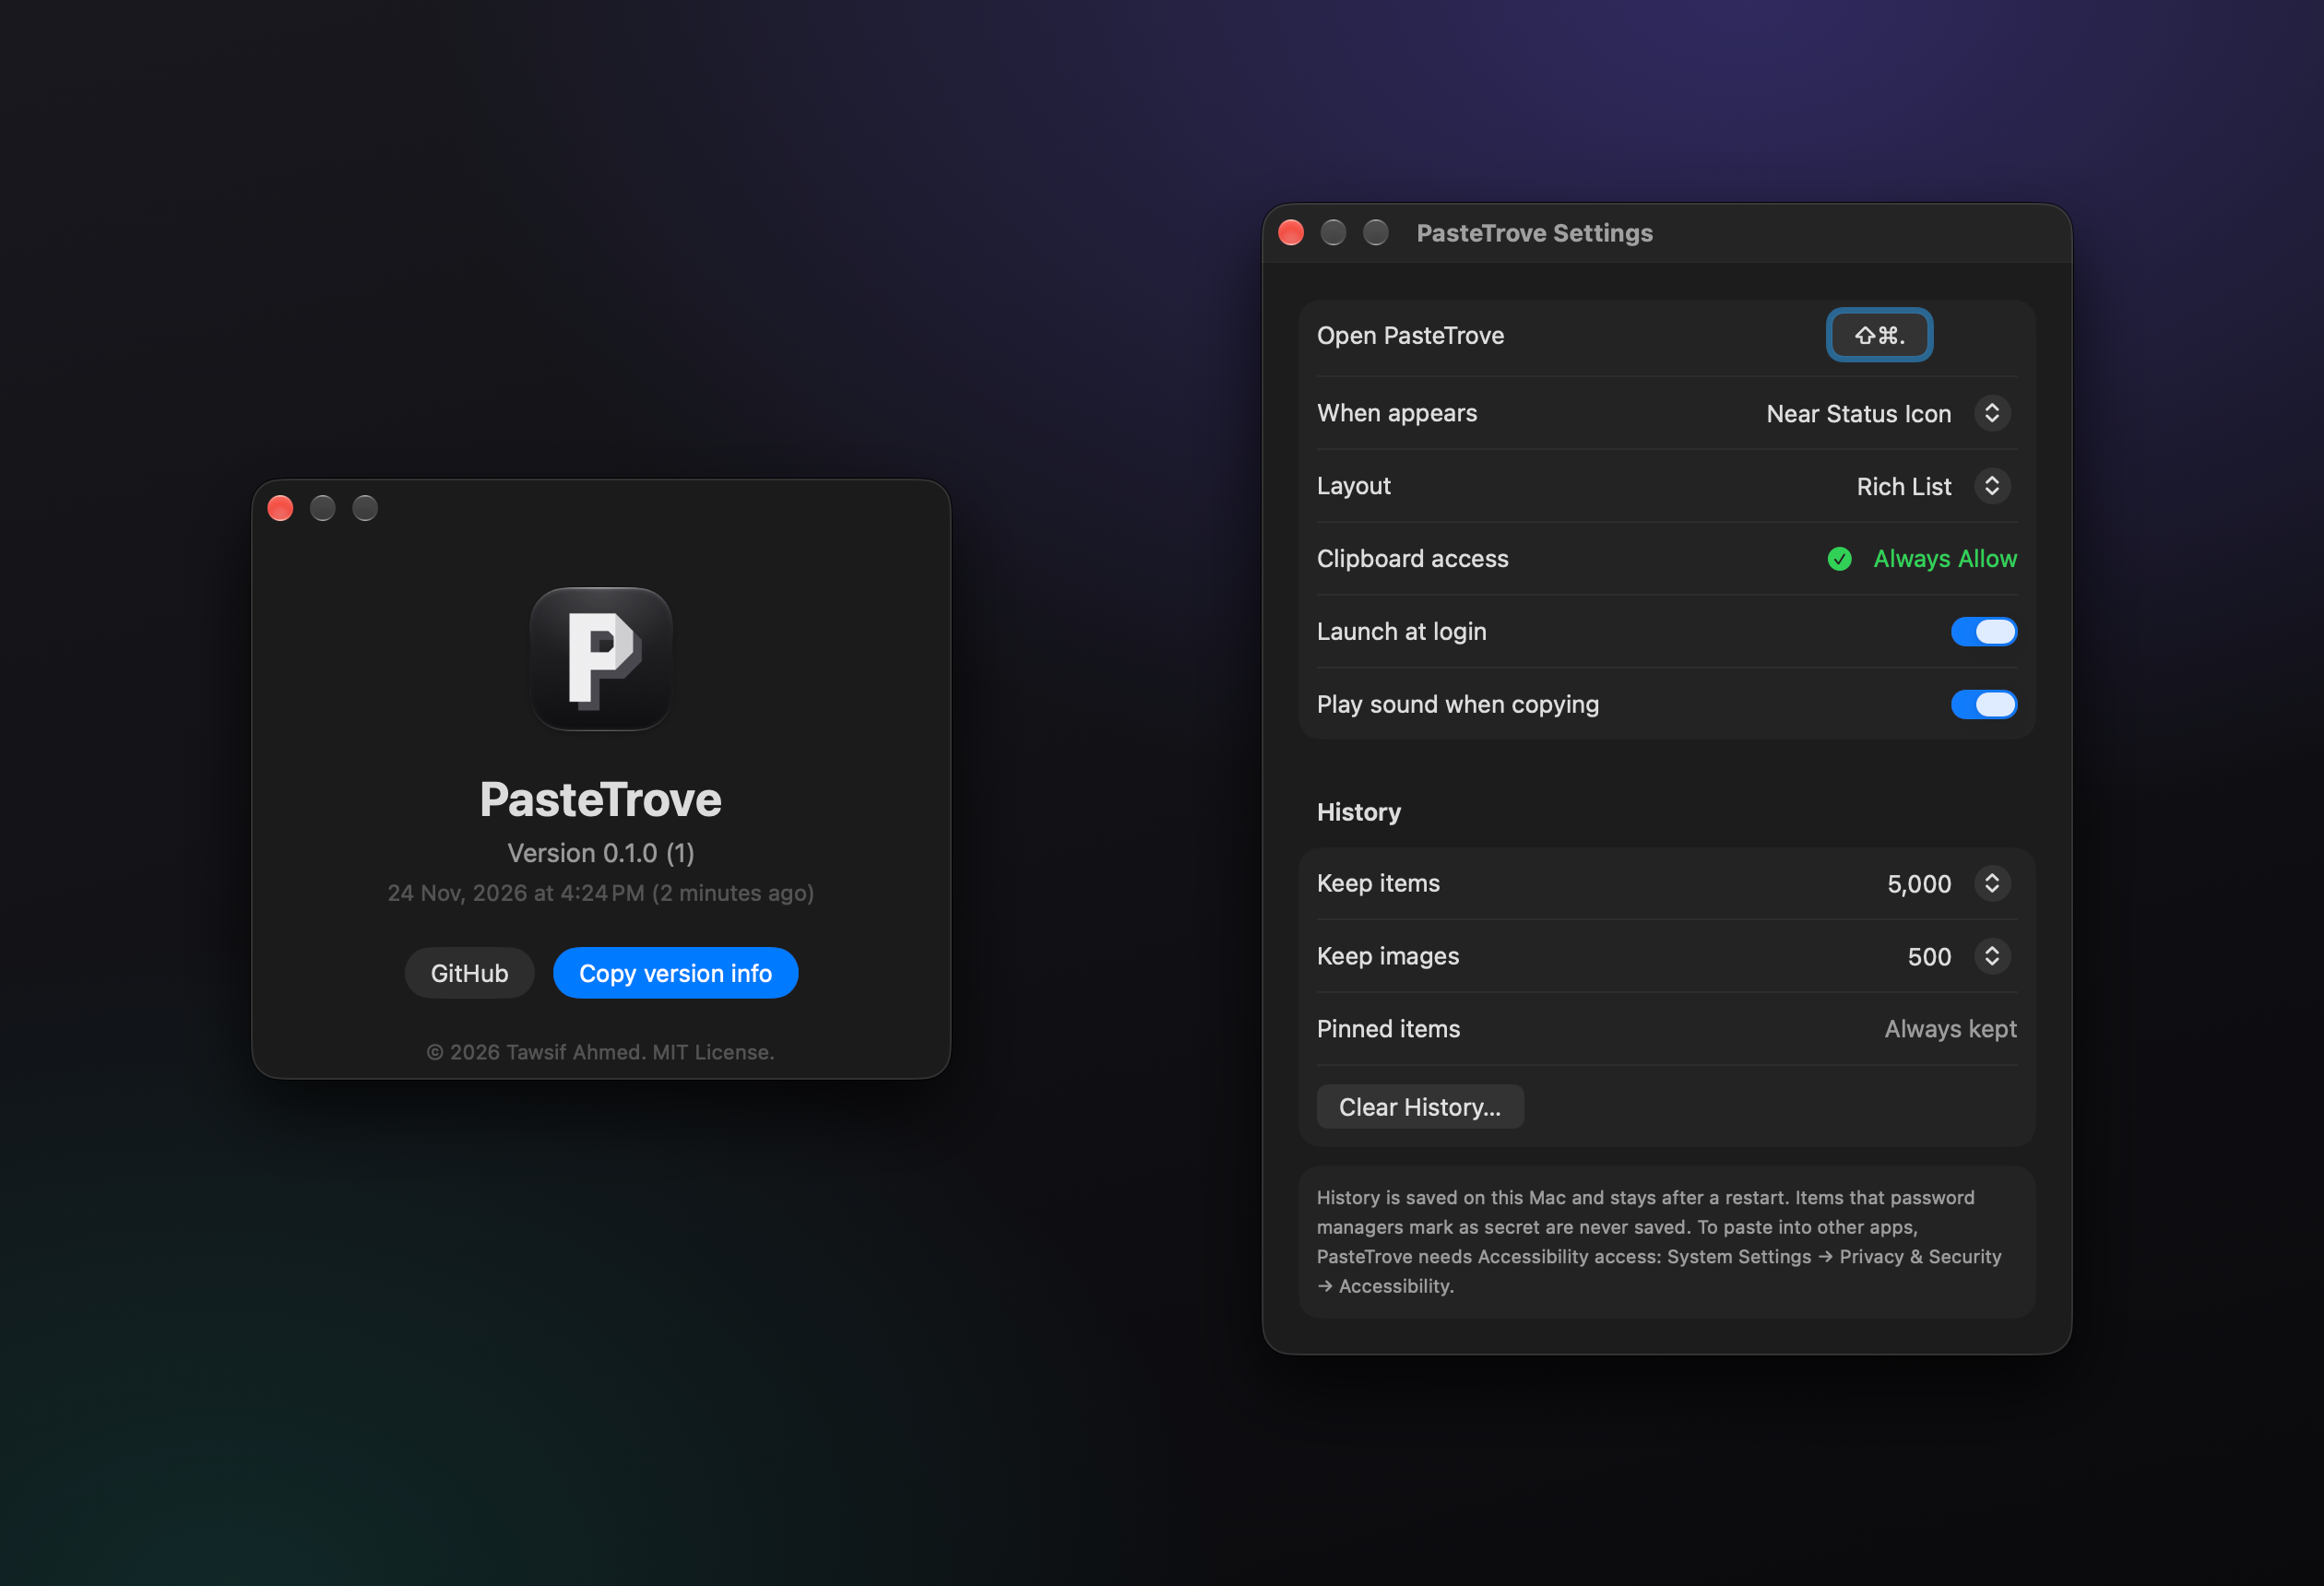 P
PasteTrove
Version 0.1.0 (1)
24 Nov, 2026 at 4:24 PM (2 minutes ago)
GitHub
Copy version info
© 2026 Tawsif Ahmed. MIT License.
PasteTrove Settings
Open PasteTrove ⇧⌘.
When appears Near Status Icon
Layout Rich List
Clipboard access Always Allow
Launch at login
Play sound when copying
History
Keep items 5,000
Keep images 500
Pinned items Always kept
Clear History...
History is saved on this Mac and stays after a restart. Items that password
managers mark as secret are never saved. To paste into other apps,
PasteTrove needs Accessibility access: System Settings → Privacy & Security
→ Accessibility.